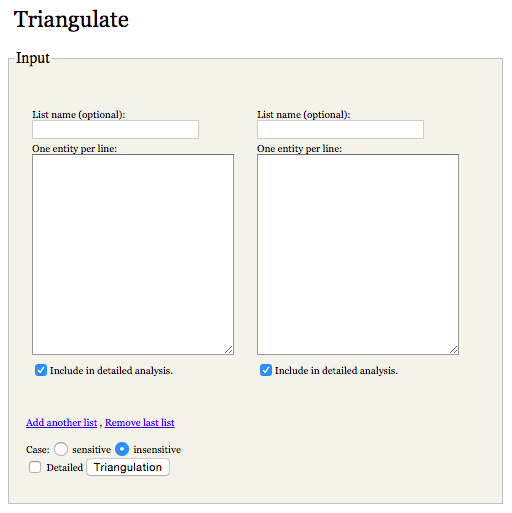 Triangulate
Input
List name (optional):
List name (optional):
One entity per line:
One entity per line:
Include in detailed analysis.
Include in detailed analysis.
Add another list , Remove last list
Case: sensitive insensitive
Detailed Triangulation